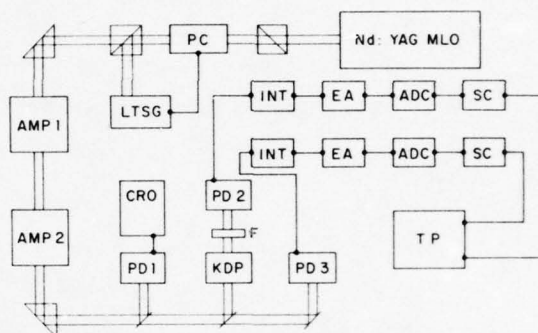 PC
Nd: YAG MLO
LTSG
INT EA ADC SC
AMP 1
INT EA ADC SC
CRO
PD 2
F
TP
AMP 2
PD 1
KDP
PD 3